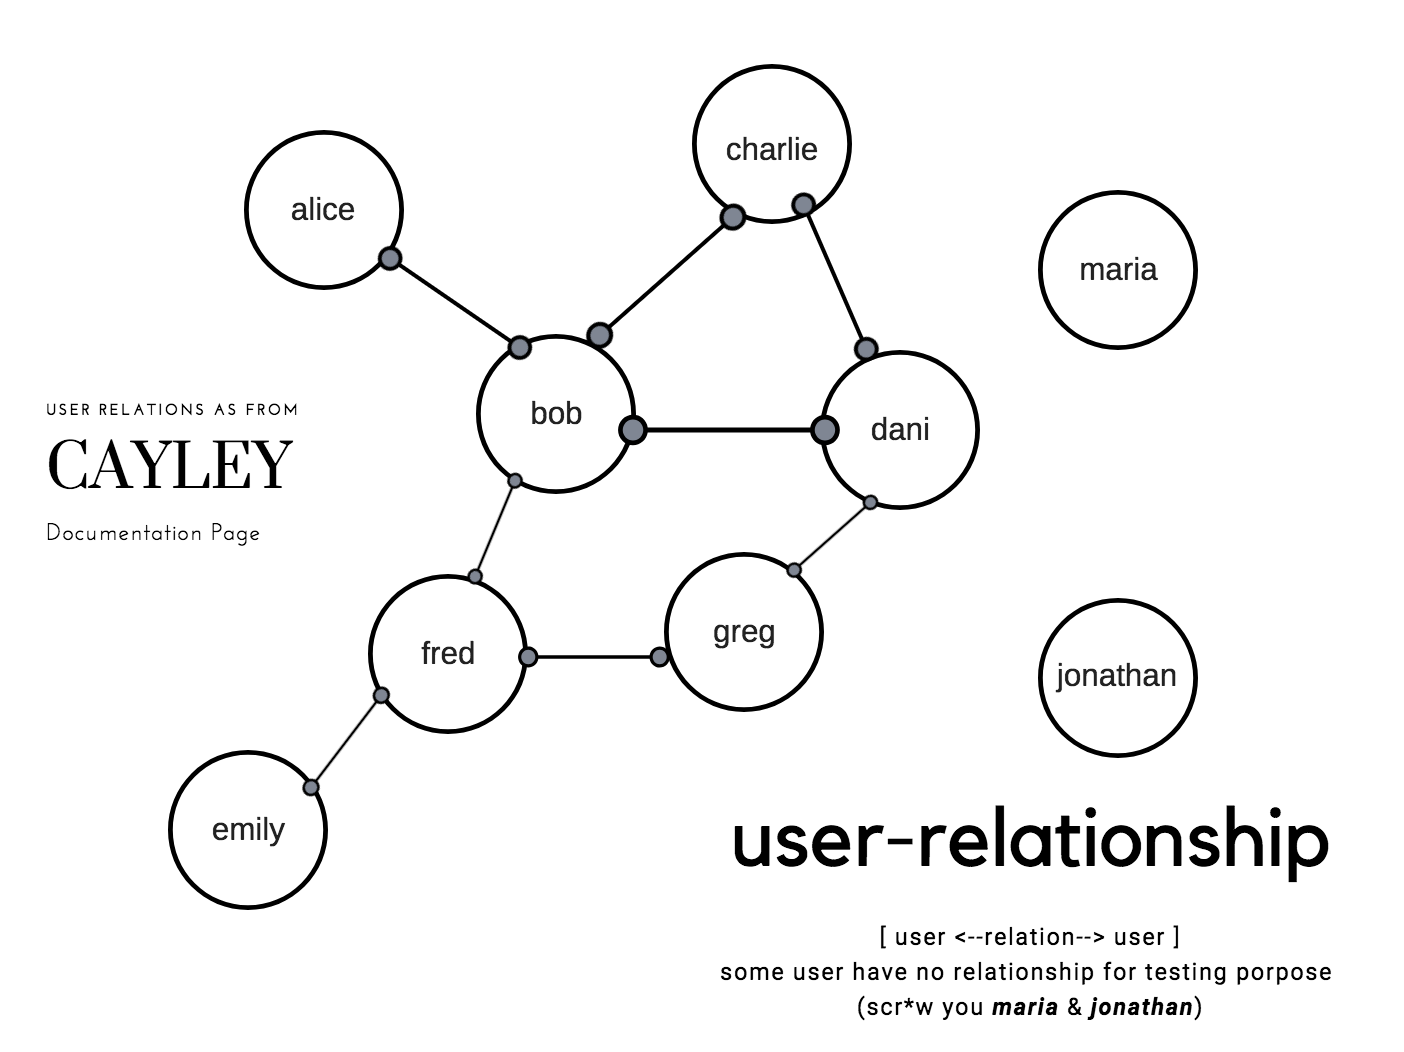 charlie
alice
maria
bob
dani
USER RELATIONS AS FROM
CAYLEY
Documentation Page
greg
fred
jonathan
emily
user-relationship
[ user <--relation--> user ]
some user have no relationship for testing porpose
(scr*w you maria & jonathan)